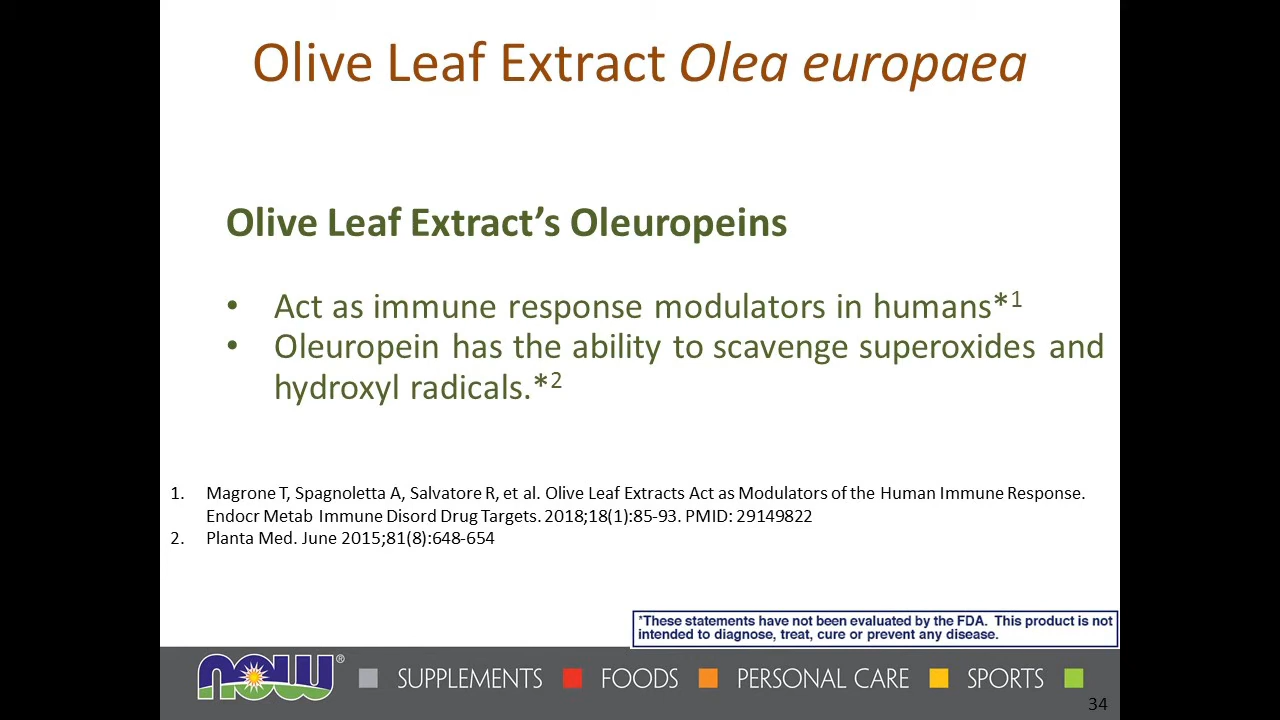 Olive Leaf Extract Olea europaea
Olive Leaf Extract’s Oleuropeins
• Act as immune response modulators in humans*1
• Oleuropein has the ability to scavenge superoxides and
hydroxyl radicals.*2
1. Magrone T, Spagnoletta A, Salvatore R, et al. Olive Leaf Extracts Act as Modulators of the Human Immune Response.
Endocr Metab Immune Disord Drug Targets. 2018;18(1):85-93. PMID: 29149822
2. Planta Med. June 2015;81(8):648-654
*These statements have not been evaluated by the FDA. This product is not
intended to diagnose, treat, cure or prevent any disease.
now® SUPPLEMENTS FOODS PERSONAL CARE SPORTS
34